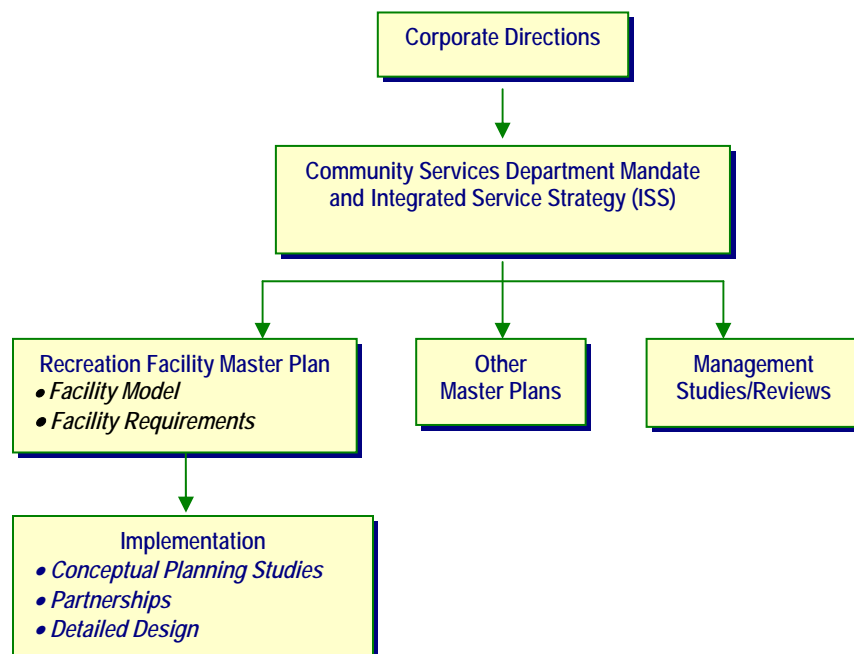 Corporate Directions
Community Services Department Mandate
and Integrated Service Strategy (ISS)
Recreation Facility Master Plan
• Facility Model
• Facility Requirements
Other
Master Plans
Management
Studies/Reviews
Implementation
• Conceptual Planning Studies
• Partnerships
• Detailed Design